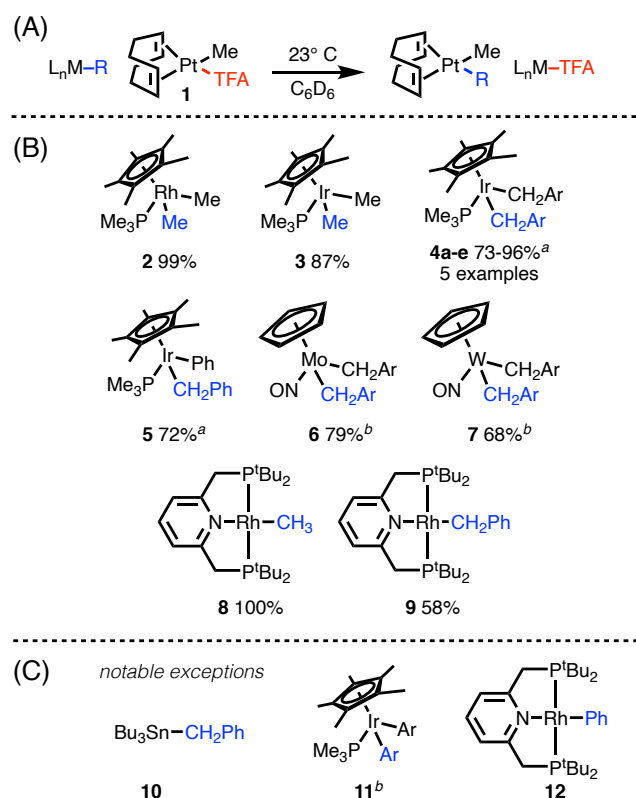 (A)
LₙM–R
Pt
Me
TFA
1
23° C
C₆D₆
Pt
Me
R
LₙM–TFA
(B)
Rh
Me
Me₃P
Me
2 99%
Ir
Me
Me₃P
Me
3 87%
Ir
CH₂Ar
Me₃P
CH₂Ar
4a-e 73-96%ᵃ
5 examples
Ir
Ph
Me₃P
CH₂Ph
5 72%ᵃ
Mo
CH₂Ar
ON
CH₂Ar
6 79%ᵇ
W
CH₂Ar
ON
CH₂Ar
7 68%ᵇ
PᵗBu₂
N–Rh–CH₃
PᵗBu₂
8 100%
PᵗBu₂
N–Rh–CH₂Ph
PᵗBu₂
9 58%
(C)
notable exceptions
Bu₃Sn–CH₂Ph
10
Ir
Ar
Me₃P
Ar
11ᵇ
PᵗBu₂
N–Rh–Ph
PᵗBu₂
12